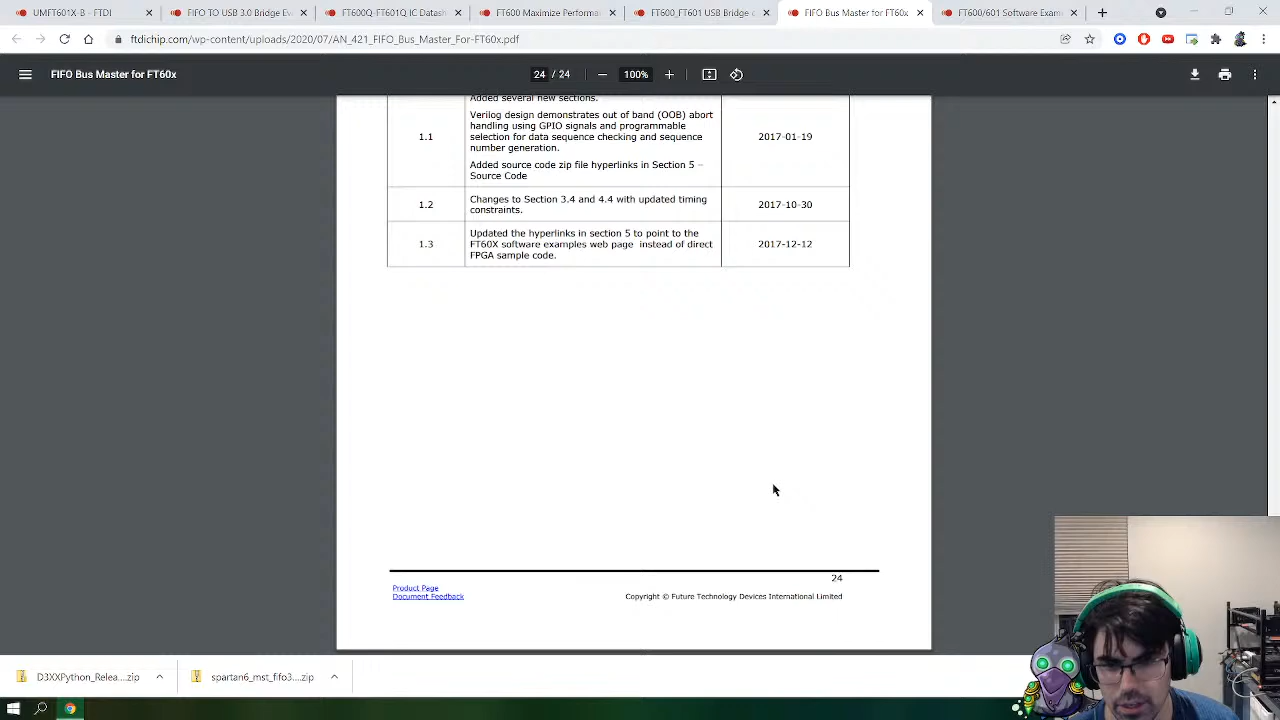 UMFT601X-B - FTDI
FIFO TO USB 3.0 Bridge Ev
FT600Q-FT601Q IC Datash
FT600 Maximize Performa
FT600_FT601 USB Bridge c
FIFO Bus Master for FT60x
FT600/601 Software Exam
ftdichip.com/wp-content/uploads/2020/07/AN_421_FIFO_Bus_Master_For-FT60x.pdf
FIFO Bus Master for FT60x
24 / 24
100%
Added several new sections.
1.1
Verilog design demonstrates out of band (OOB) abort
handling using GPIO signals and programmable
selection for data sequence checking and sequence
number generation.
Added source code zip file hyperlinks in Section 5 –
Source Code
2017-01-19
1.2
Changes to Section 3.4 and 4.4 with updated timing
constraints.
2017-10-30
1.3
Updated the hyperlinks in section 5 to point to the
FT60X software examples web page instead of direct
FPGA sample code.
2017-12-12
24
Product Page
Document Feedback
Copyright © Future Technology Devices International Limited
D3XXPython_Relea....zip
spartan6_mst_fifo3....zip